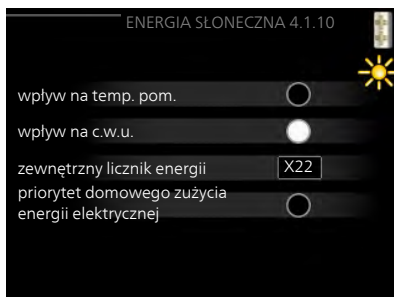 ENERGIA SŁONECZNA 4.1.10
wpływ na temp. pom.
wpływ na c.w.u.
zewnętrzny licznik energii X22
priorytet domowego zużycia
energii elektrycznej